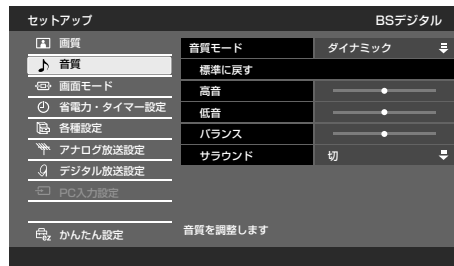 セットアップ
BSデジタル
画質
音質
画面モード
省電力・タイマー設定
各種設定
アナログ放送設定
デジタル放送設定
PC入力設定
かんたん設定
音質モード ダイナミック
標準に戻す
高音
低音
バランス
サラウンド 切
音質を調整します